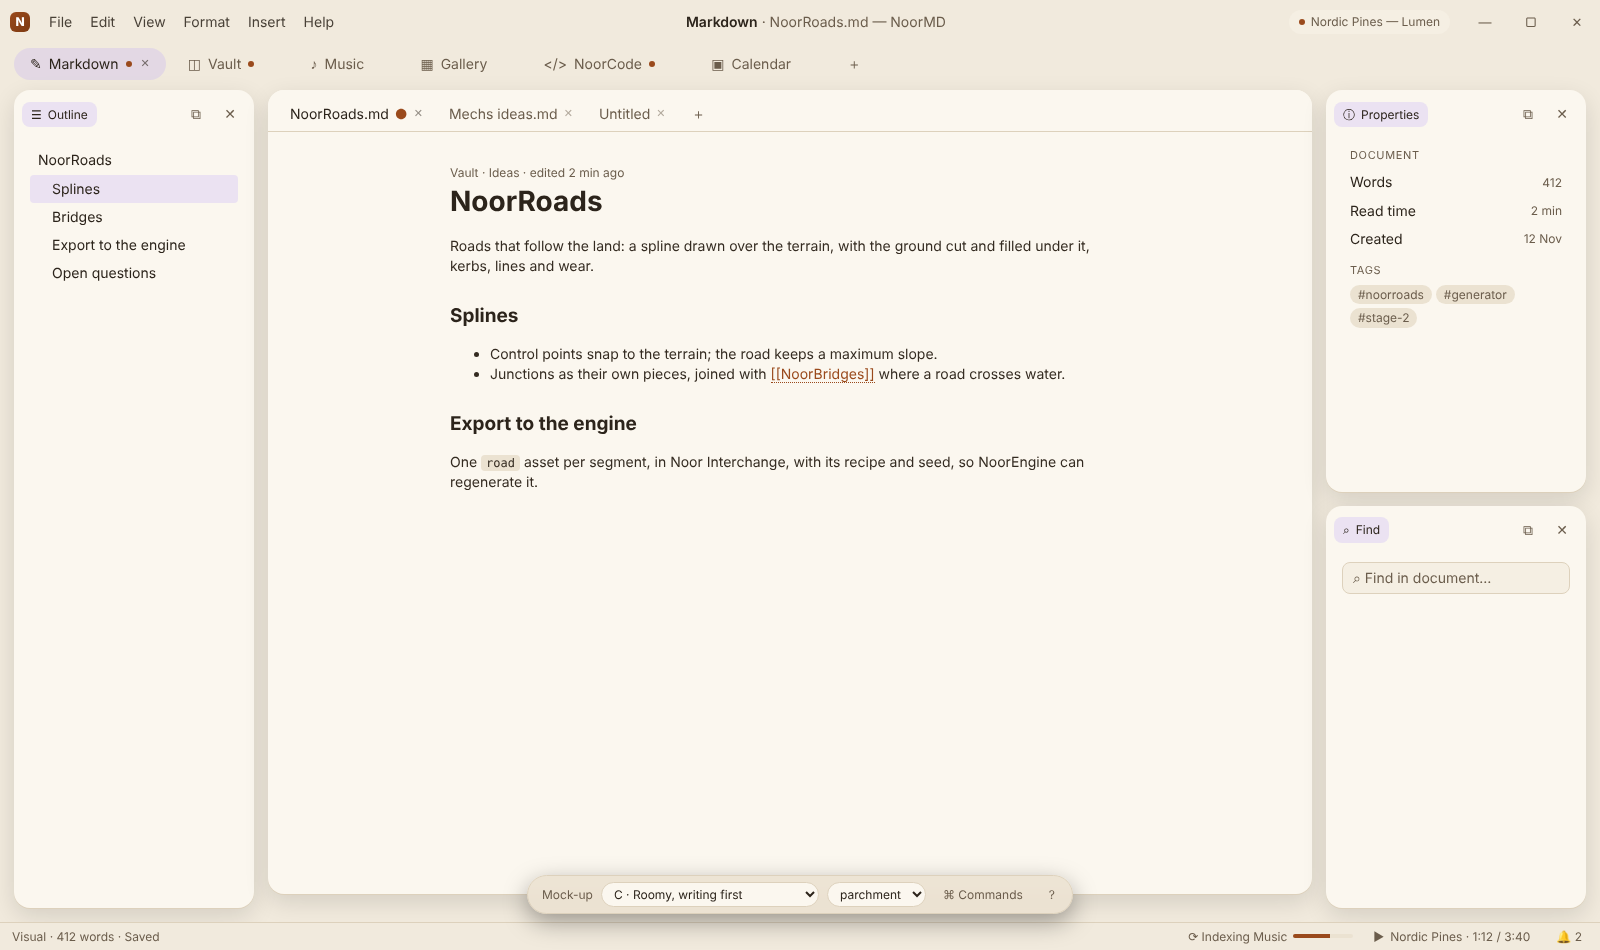 N File Edit View Format Insert Help
Markdown · NoorRoads.md — NoorMD
Nordic Pines — Lumen
Markdown
Vault
Music
Gallery
</> NoorCode
Calendar
+
Outline
NoorRoads
Splines
Bridges
Export to the engine
Open questions
NoorRoads.md
Mechs ideas.md
Untitled
+
Vault · Ideas · edited 2 min ago
NoorRoads
Roads that follow the land: a spline drawn over the terrain, with the ground cut and filled under it,
kerbs, lines and wear.
Splines
• Control points snap to the terrain; the road keeps a maximum slope.
• Junctions as their own pieces, joined with [[NoorBridges]] where a road crosses water.
Export to the engine
One road asset per segment, in Noor Interchange, with its recipe and seed, so NoorEngine can
regenerate it.
Properties
DOCUMENT
Words 412
Read time 2 min
Created 12 Nov
TAGS
#noorroads #generator
#stage-2
Find
Find in document...
Mock-up C · Roomy, writing first parchment ⌘ Commands ?
Visual · 412 words · Saved
Indexing Music
Nordic Pines · 1:12 / 3:40
2